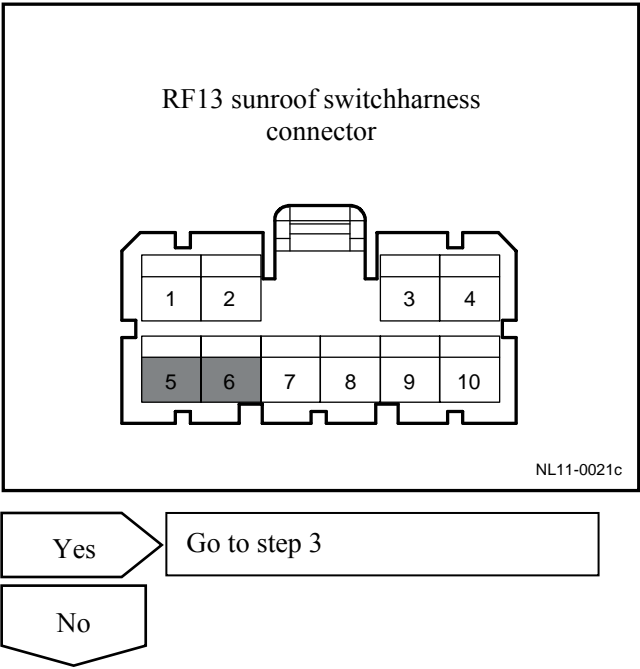 RF13 sunroof switchharness
connector
1 2 3 4
5 6 7 8 9 10
NL11-0021c
Yes Go to step 3
No